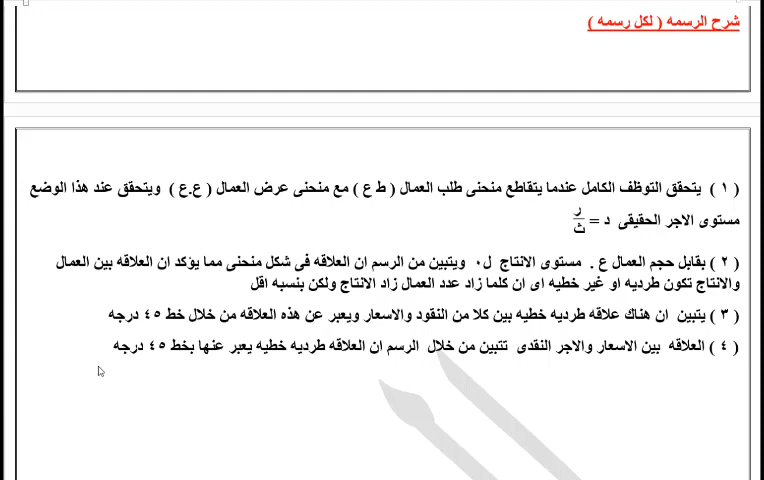 شرح الرسمه ( لكل رسمه )
( ١ ) يتحقق التوظف الكامل عندما يتقاطع منحنى طلب العمال ( ط ع ) مع منحنى عرض العمال ( ع.ع ) ويتحقق عند هذا الوضع
مستوى الاجر الحقيقى د = ر/ث
( ٢ ) بقابل حجم العمال ع . مستوى الانتاج ل٠ ويتبين من الرسم ان العلاقه فى شكل منحنى مما يؤكد ان العلاقه بين العمال
والانتاج تكون طرديه او غير خطيه اى ان كلما زاد عدد العمال زاد الانتاج ولكن بنسبه اقل
( ٣ ) يتبين ان هناك علاقه طرديه خطيه بين كلا من النقود والاسعار ويعبر عن هذه العلاقه من خلال خط ٤٥ درجه
( ٤ ) العلاقه بين الاسعار والاجر النقدى تتبين من خلال الرسم ان العلاقه طرديه خطيه يعبر عنها بخط ٤٥ درجه